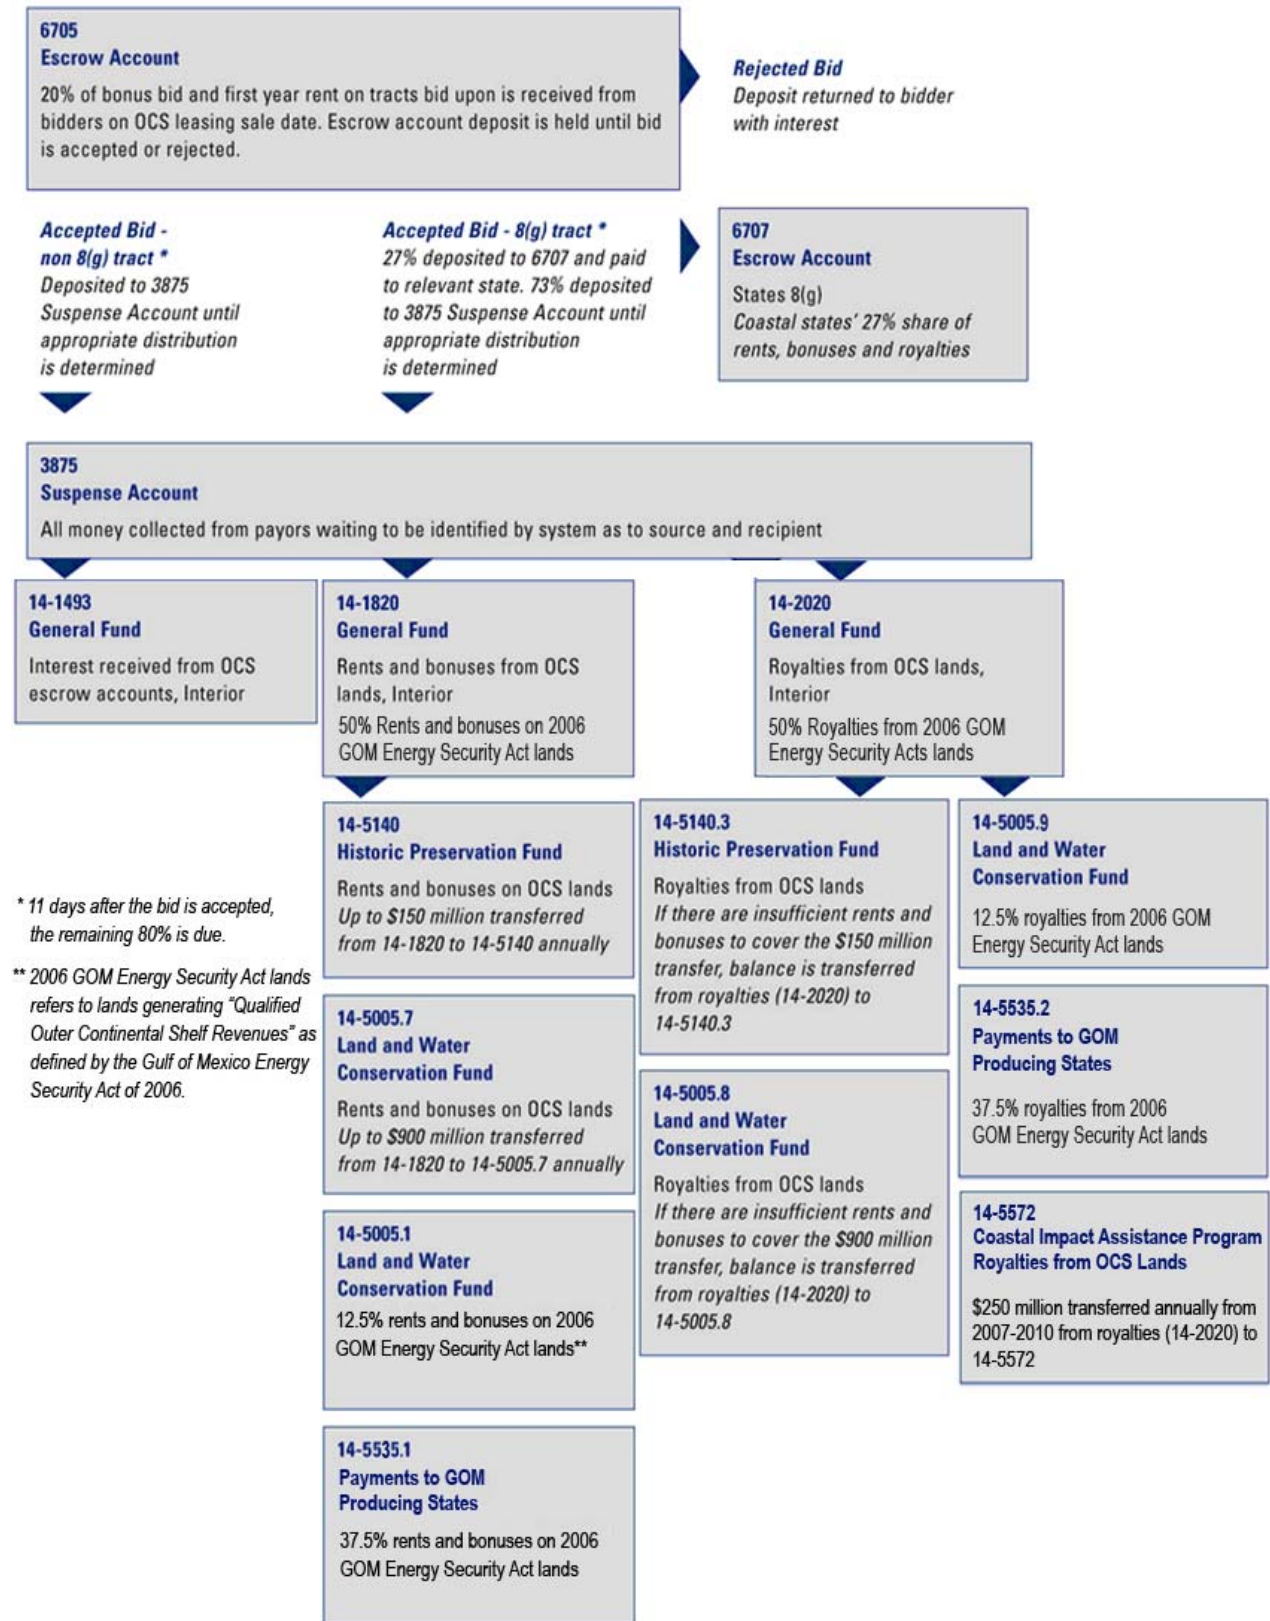 6705
Escrow Account
20% of bonus bid and first year rent on tracts bid upon is received from
bidders on OCS leasing sale date. Escrow account deposit is held until bid
is accepted or rejected.
Rejected Bid
Deposit returned to bidder
with interest
Accepted Bid -
non 8(g) tract *
Deposited to 3875
Suspense Account until
appropriate distribution
is determined
Accepted Bid - 8(g) tract *
27% deposited to 6707 and paid
to relevant state. 73% deposited
to 3875 Suspense Account until
appropriate distribution
is determined
6707
Escrow Account
States 8(g)
Coastal states’ 27% share of
rents, bonuses and royalties
3875
Suspense Account
All money collected from payors waiting to be identified by system as to source and recipient
14-1493
General Fund
Interest received from OCS
escrow accounts, Interior
14-1820
General Fund
Rents and bonuses from OCS
lands, Interior
50% Rents and bonuses on 2006
GOM Energy Security Act lands
14-2020
General Fund
Royalties from OCS lands,
Interior
50% Royalties from 2006 GOM
Energy Security Acts lands
* 11 days after the bid is accepted,
the remaining 80% is due.
** 2006 GOM Energy Security Act lands
refers to lands generating “Qualified
Outer Continental Shelf Revenues” as
defined by the Gulf of Mexico Energy
Security Act of 2006.
14-5140
Historic Preservation Fund
Rents and bonuses on OCS lands
Up to $150 million transferred
from 14-1820 to 14-5140 annually
14-5005.7
Land and Water
Conservation Fund
Rents and bonuses on OCS lands
Up to $900 million transferred
from 14-1820 to 14-5005.7 annually
14-5005.1
Land and Water
Conservation Fund
12.5% rents and bonuses on 2006
GOM Energy Security Act lands**
14-5535.1
Payments to GOM
Producing States
37.5% rents and bonuses on 2006
GOM Energy Security Act lands
14-5140.3
Historic Preservation Fund
Royalties from OCS lands
If there are insufficient rents and
bonuses to cover the $150 million
transfer, balance is transferred
from royalties (14-2020) to
14-5140.3
14-5005.8
Land and Water
Conservation Fund
Royalties from OCS lands
If there are insufficient rents and
bonuses to cover the $900 million
transfer, balance is transferred
from royalties (14-2020) to
14-5005.8
14-5005.9
Land and Water
Conservation Fund
12.5% royalties from 2006 GOM
Energy Security Act lands
14-5535.2
Payments to GOM
Producing States
37.5% royalties from 2006
GOM Energy Security Act lands
14-5572
Coastal Impact Assistance Program
Royalties from OCS Lands
$250 million transferred annually from
2007-2010 from royalties (14-2020) to
14-5572